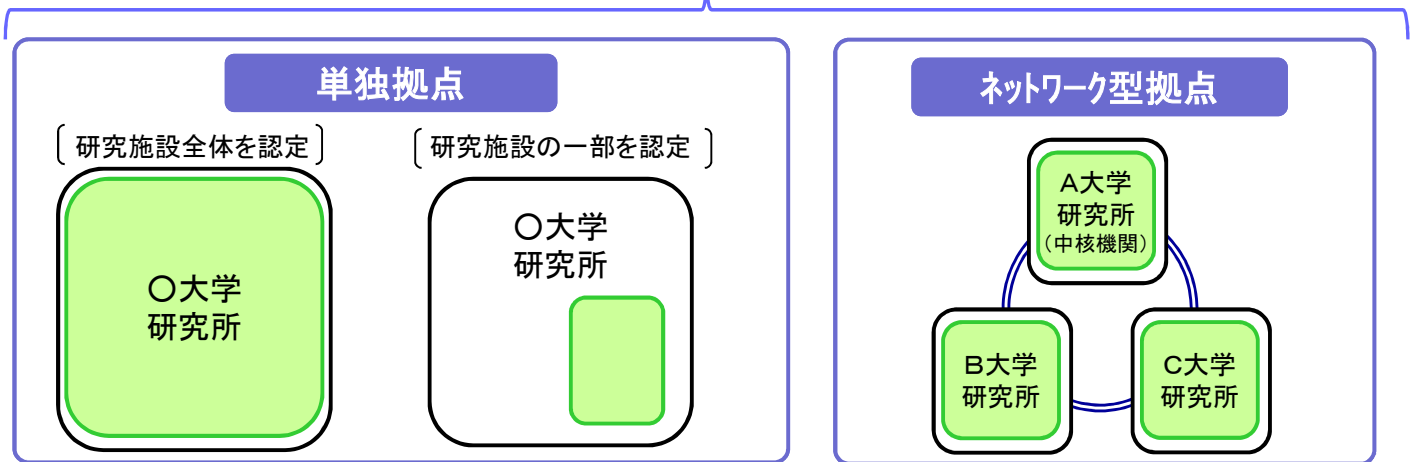 単独拠点
〔研究施設全体を認定〕
〔研究施設の一部を認定〕
〇大学
研究所
〇大学
研究所
ネットワーク型拠点
A大学
研究所
（中核機関）
B大学
研究所
C大学
研究所